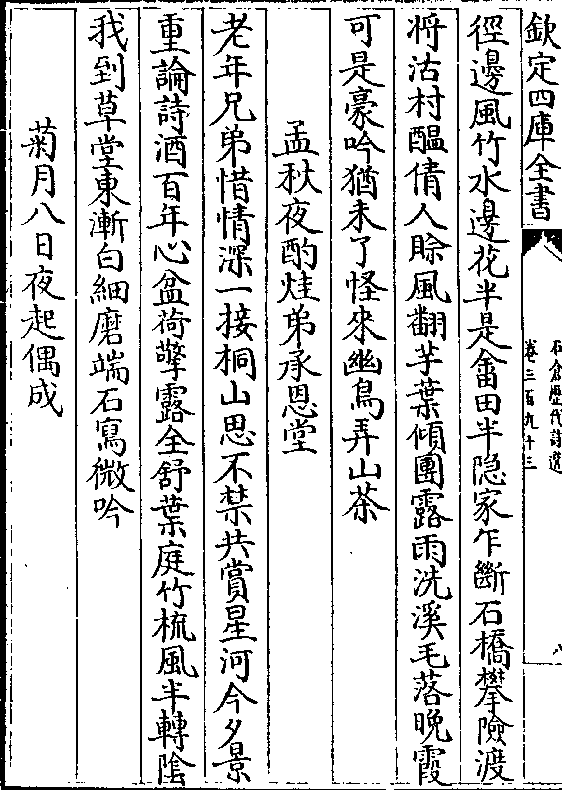 欽定四庫全書
石倉歷代詩選
卷三百九十三
八
徑邊風竹水邊花半是畬田半隐家乍斷石橋攀險渡
将沽村醖倩人賒風翻芋葉傾團露雨洗溪毛落晚霞
可是豪吟猶未了怪來幽鳥弄山茶
孟秋夜酌烓弟承恩堂
老年兄弟惜情深一接桐山思不禁共賞星河今夕景
重論詩酒百年心盆荷擎露全舒葉庭竹梳風半轉陰
我到草堂東漸白細磨端石寫微吟
菊月八日夜起偶成